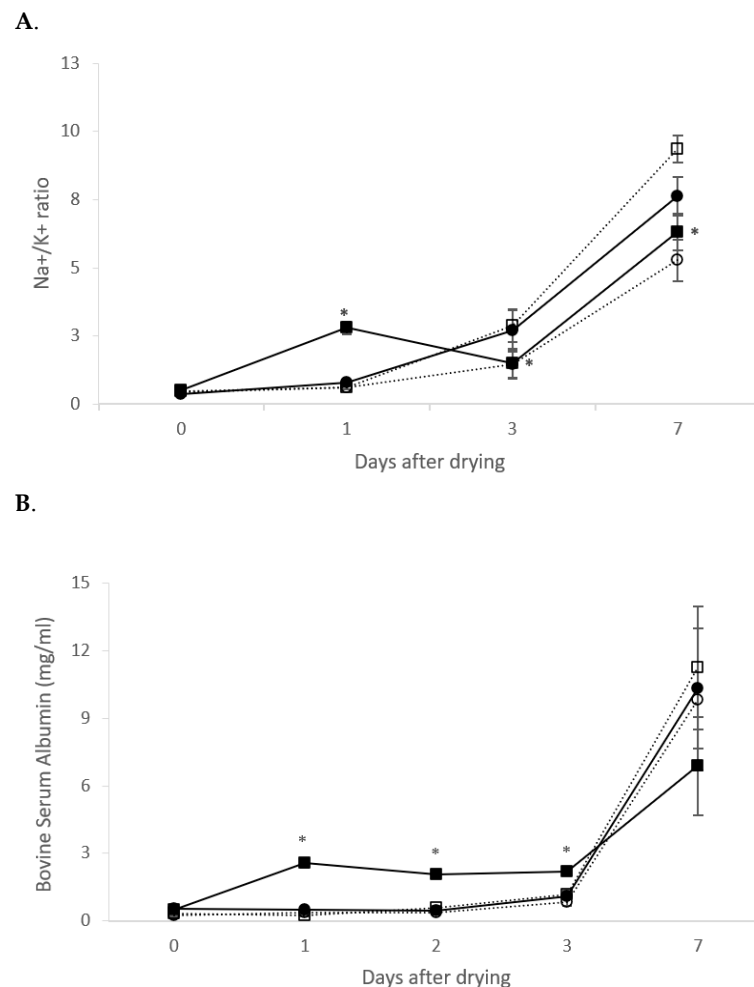 A.
13
10
8
5
3
0
Na+/K+ ratio
*
*
*
0 1 3 7
Days after drying
B.
15
12
9
6
3
0
Bovine Serum Albumin (mg/ml)
* * *
0 1 2 3 7
Days after drying